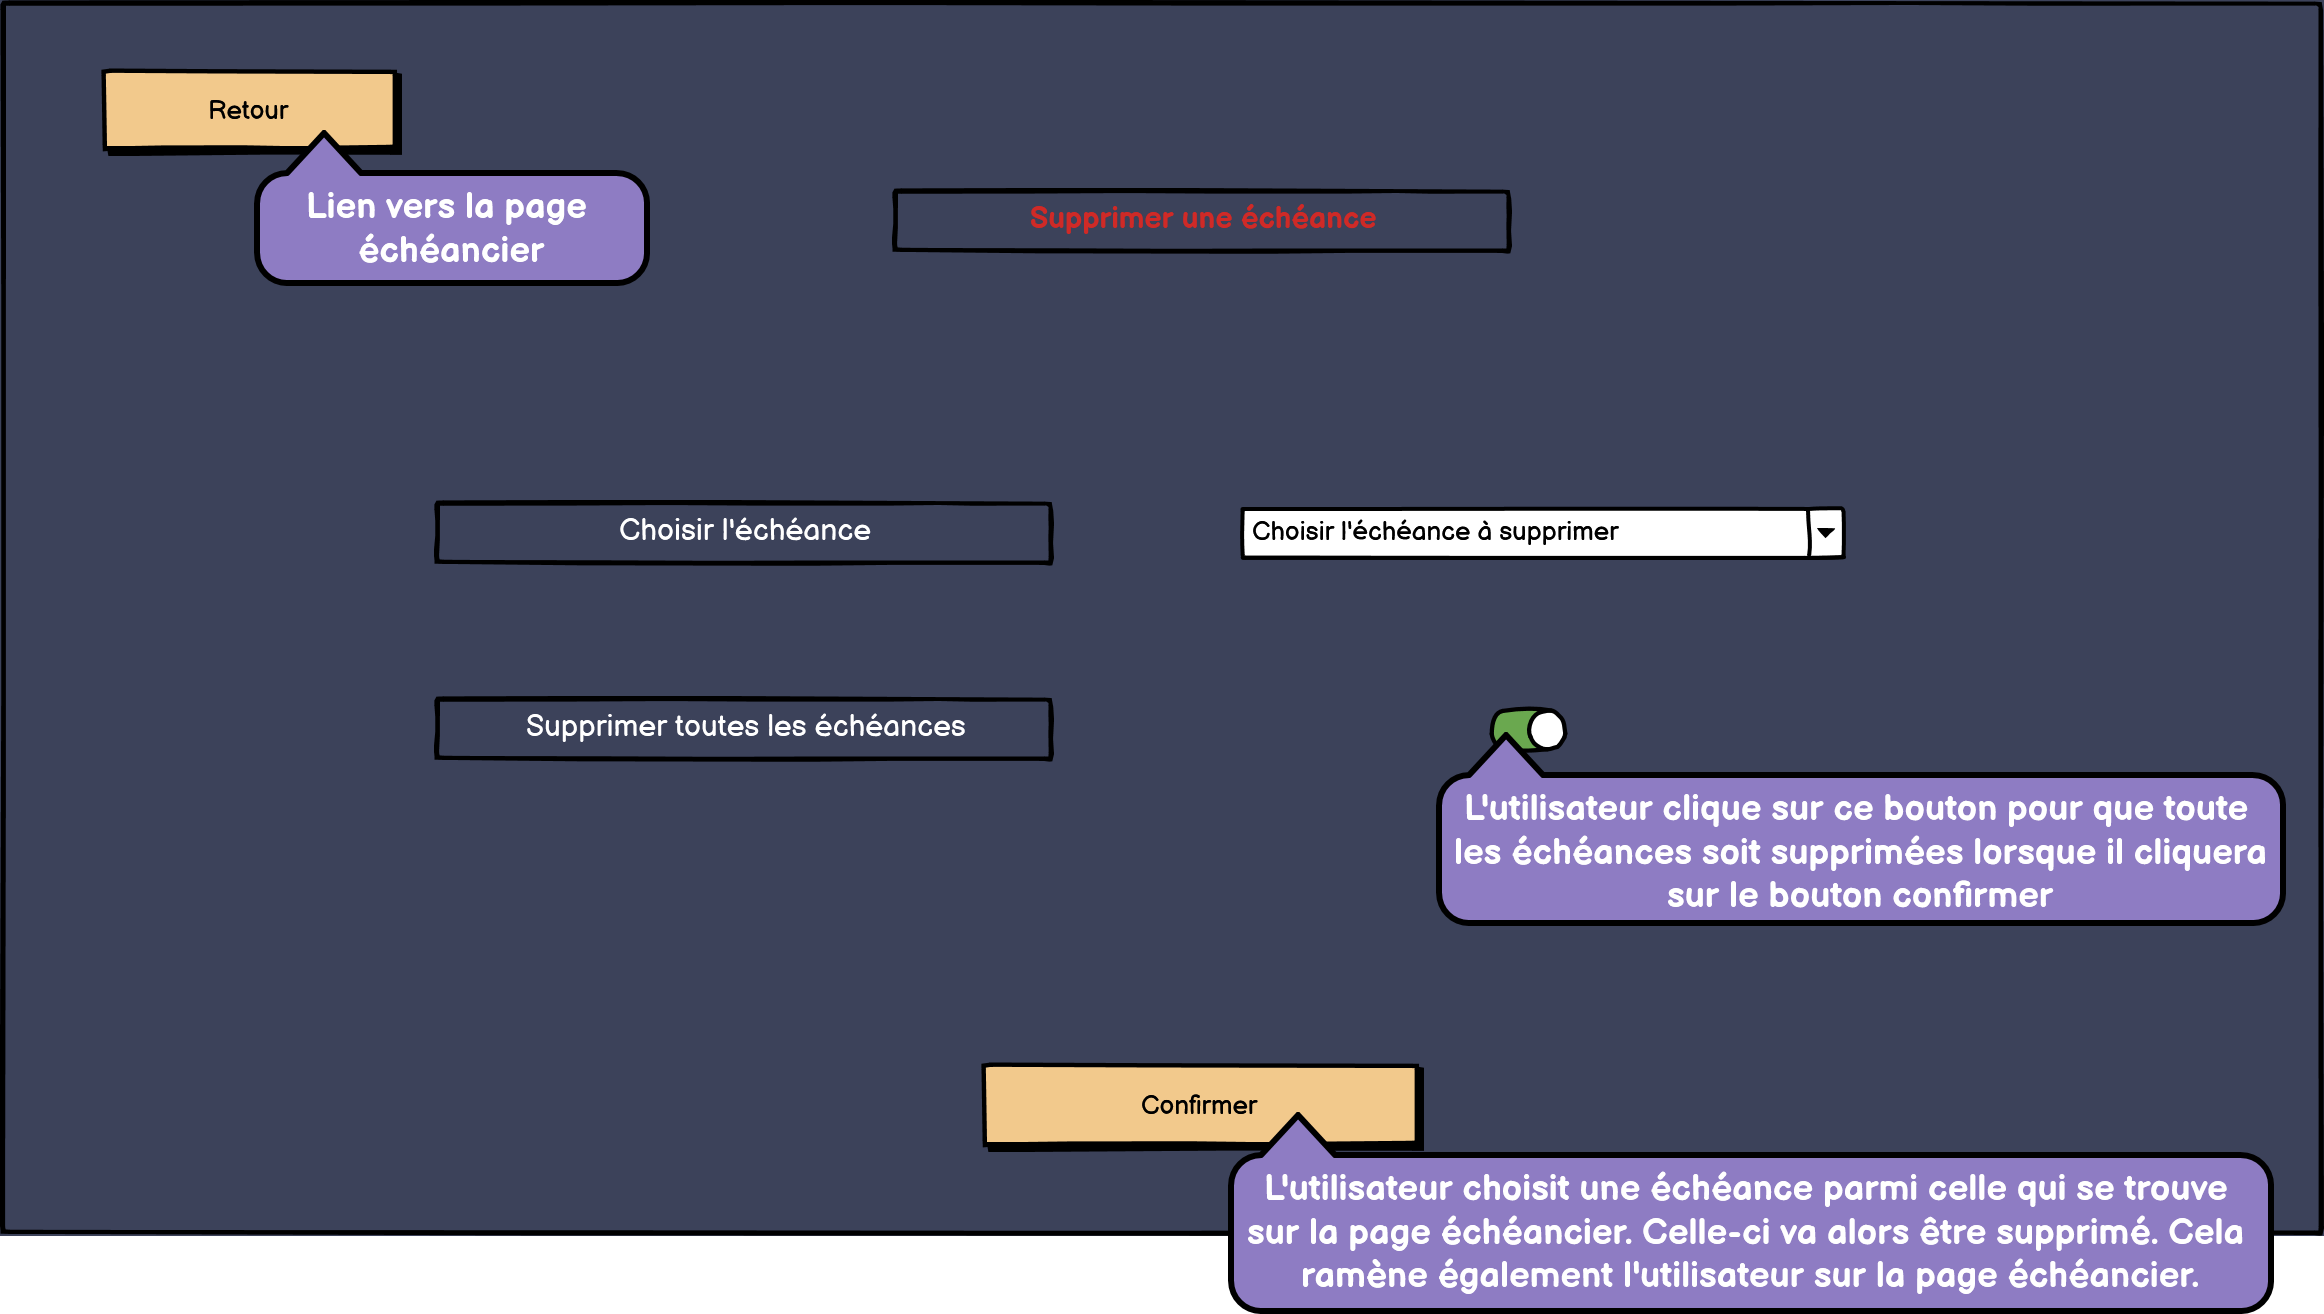 Retour
Lien vers la page
échéancier
Supprimer une échéance
Choisir l'échéance
Choisir l'échéance à supprimer
Supprimer toutes les échéances
L'utilisateur clique sur ce bouton pour que toute
les échéances soit supprimées lorsque il cliquera
sur le bouton confirmer
Confirmer
L'utilisateur choisit une échéance parmi celle qui se trouve
sur la page échéancier. Celle-ci va alors être supprimé. Cela
ramène également l'utilisateur sur la page échéancier.